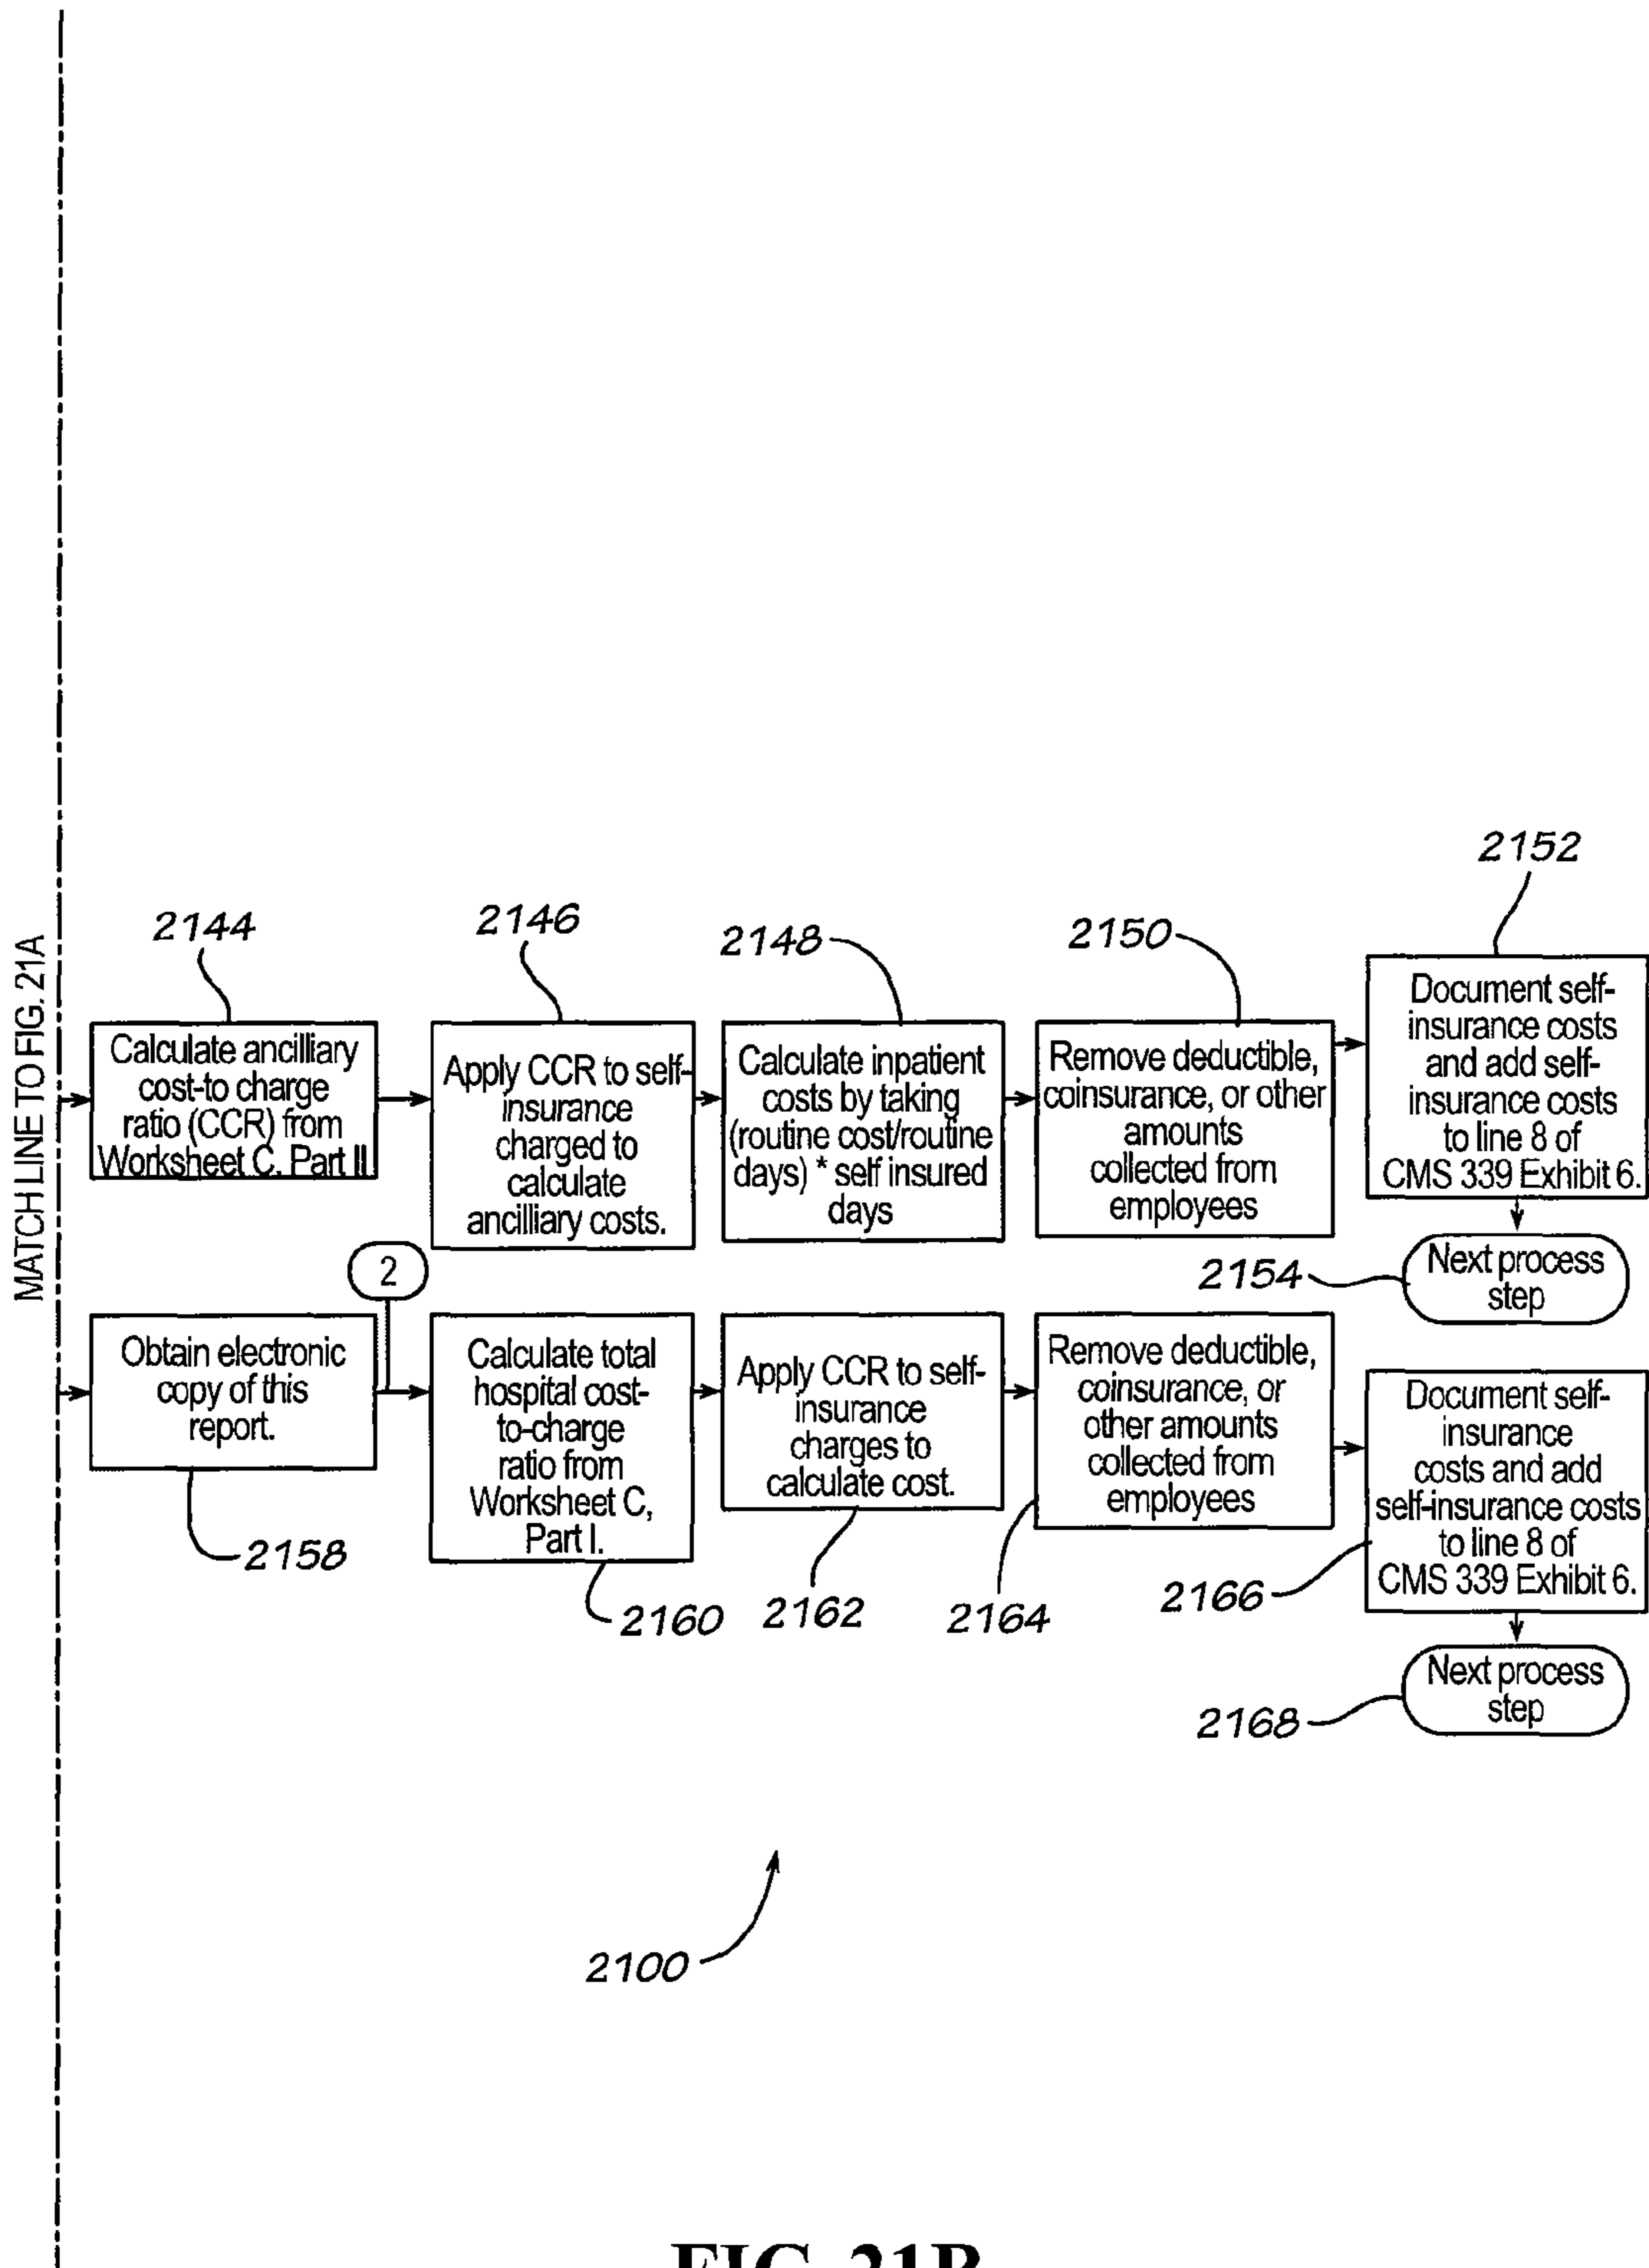 MATCH LINE TO FIG. 21A
2144
Calculate ancilliary
cost-to charge
ratio (CCR) from
Worksheet C, Part II
2146
Apply CCR to self-
insurance
charged to
calculate
ancilliary costs.
2148
Calculate inpatient
costs by taking
(routine cost/routine
days) * self insured
days
2150
Remove deductible,
coinsurance, or other
amounts
collected from
employees
2152
Document self-
insurance costs
and add self-
insurance costs
to line 8 of
CMS 339 Exhibit 6.
2154
Next process
step
Obtain electronic
copy of this
report.
2158
2
Calculate total
hospital cost-
to-charge
ratio from
Worksheet C,
Part I.
2160
Apply CCR to self-
insurance
charges to
calculate cost.
2162
Remove deductible,
coinsurance, or
other amounts
collected from
employees
2164
Document self-
insurance
costs and add
self-insurance costs
to line 8 of
CMS 339 Exhibit 6.
2166
Next process
step
2168
2100
FIG. 21B